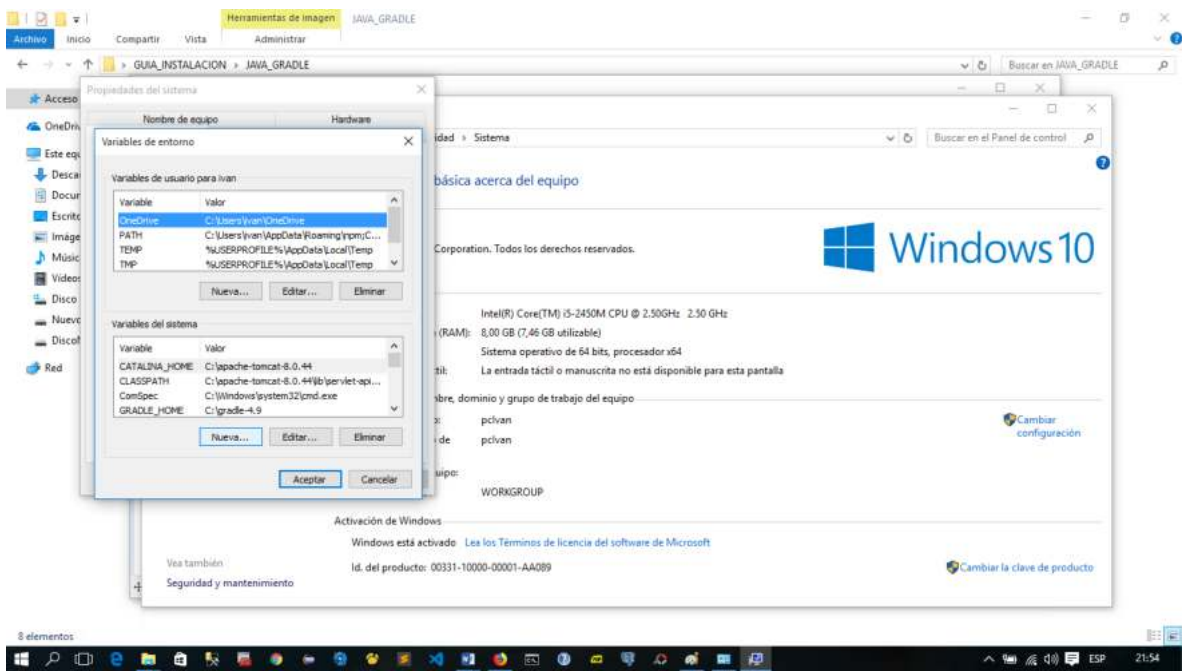 Herramientas de imagen JAVA_GRADLE
Archivo Inicio Compartir Vista Administrar
GUIA_INSTALACION > JAVA_GRADLE
Buscar en JAVA_GRADLE
Propiedades del sistema
Nombre de equipo Hardware
Acceso
OneDriv
Este equ
Desca
Docur
Escrito
Imáge
Músic
Vídeos
Disco
Nuevo
Discol
Red
Variables de entorno
Variables de usuario para ivan
Variable Valor
OneDrive C:\Users\ivan\OneDrive
PATH C:\Users\ivan\AppData\Roaming\npm;C...
TEMP %USERPROFILE%\AppData\Local\Temp
TMP %USERPROFILE%\AppData\Local\Temp
Nueva... Editar... Eliminar
Variables del sistema
Variable Valor
CATALINA_HOME C:\apache-tomcat-8.0.44
CLASSPATH C:\apache-tomcat-8.0.44\lib\servlet-api...
ComSpec C:\Windows\system32\cmd.exe
GRADLE_HOME C:\gradle-4.9
Nueva... Editar... Eliminar
Aceptar Cancelar
idad > Sistema
Buscar en el Panel de control
básica acerca del equipo
Corporation. Todos los derechos reservados.
Windows 10
Intel(R) Core(TM) i5-2450M CPU @ 2.50GHz 2.50 GHz
(RAM): 8,00 GB (7,46 GB utilizable)
Sistema operativo de 64 bits, procesador x64
til: La entrada táctil o manuscrita no está disponible para esta pantalla
bre, dominio y grupo de trabajo del equipo
pcIvan
de pcIvan
uipo:
WORKGROUP
Cambiar configuración
Activación de Windows
Windows está activado Lea los Términos de licencia del software de Microsoft
Id. del producto: 00331-10000-00001-AA089
Cambiar la clave de producto
Vea también
Seguridad y mantenimiento
8 elementos
ESP 21:54